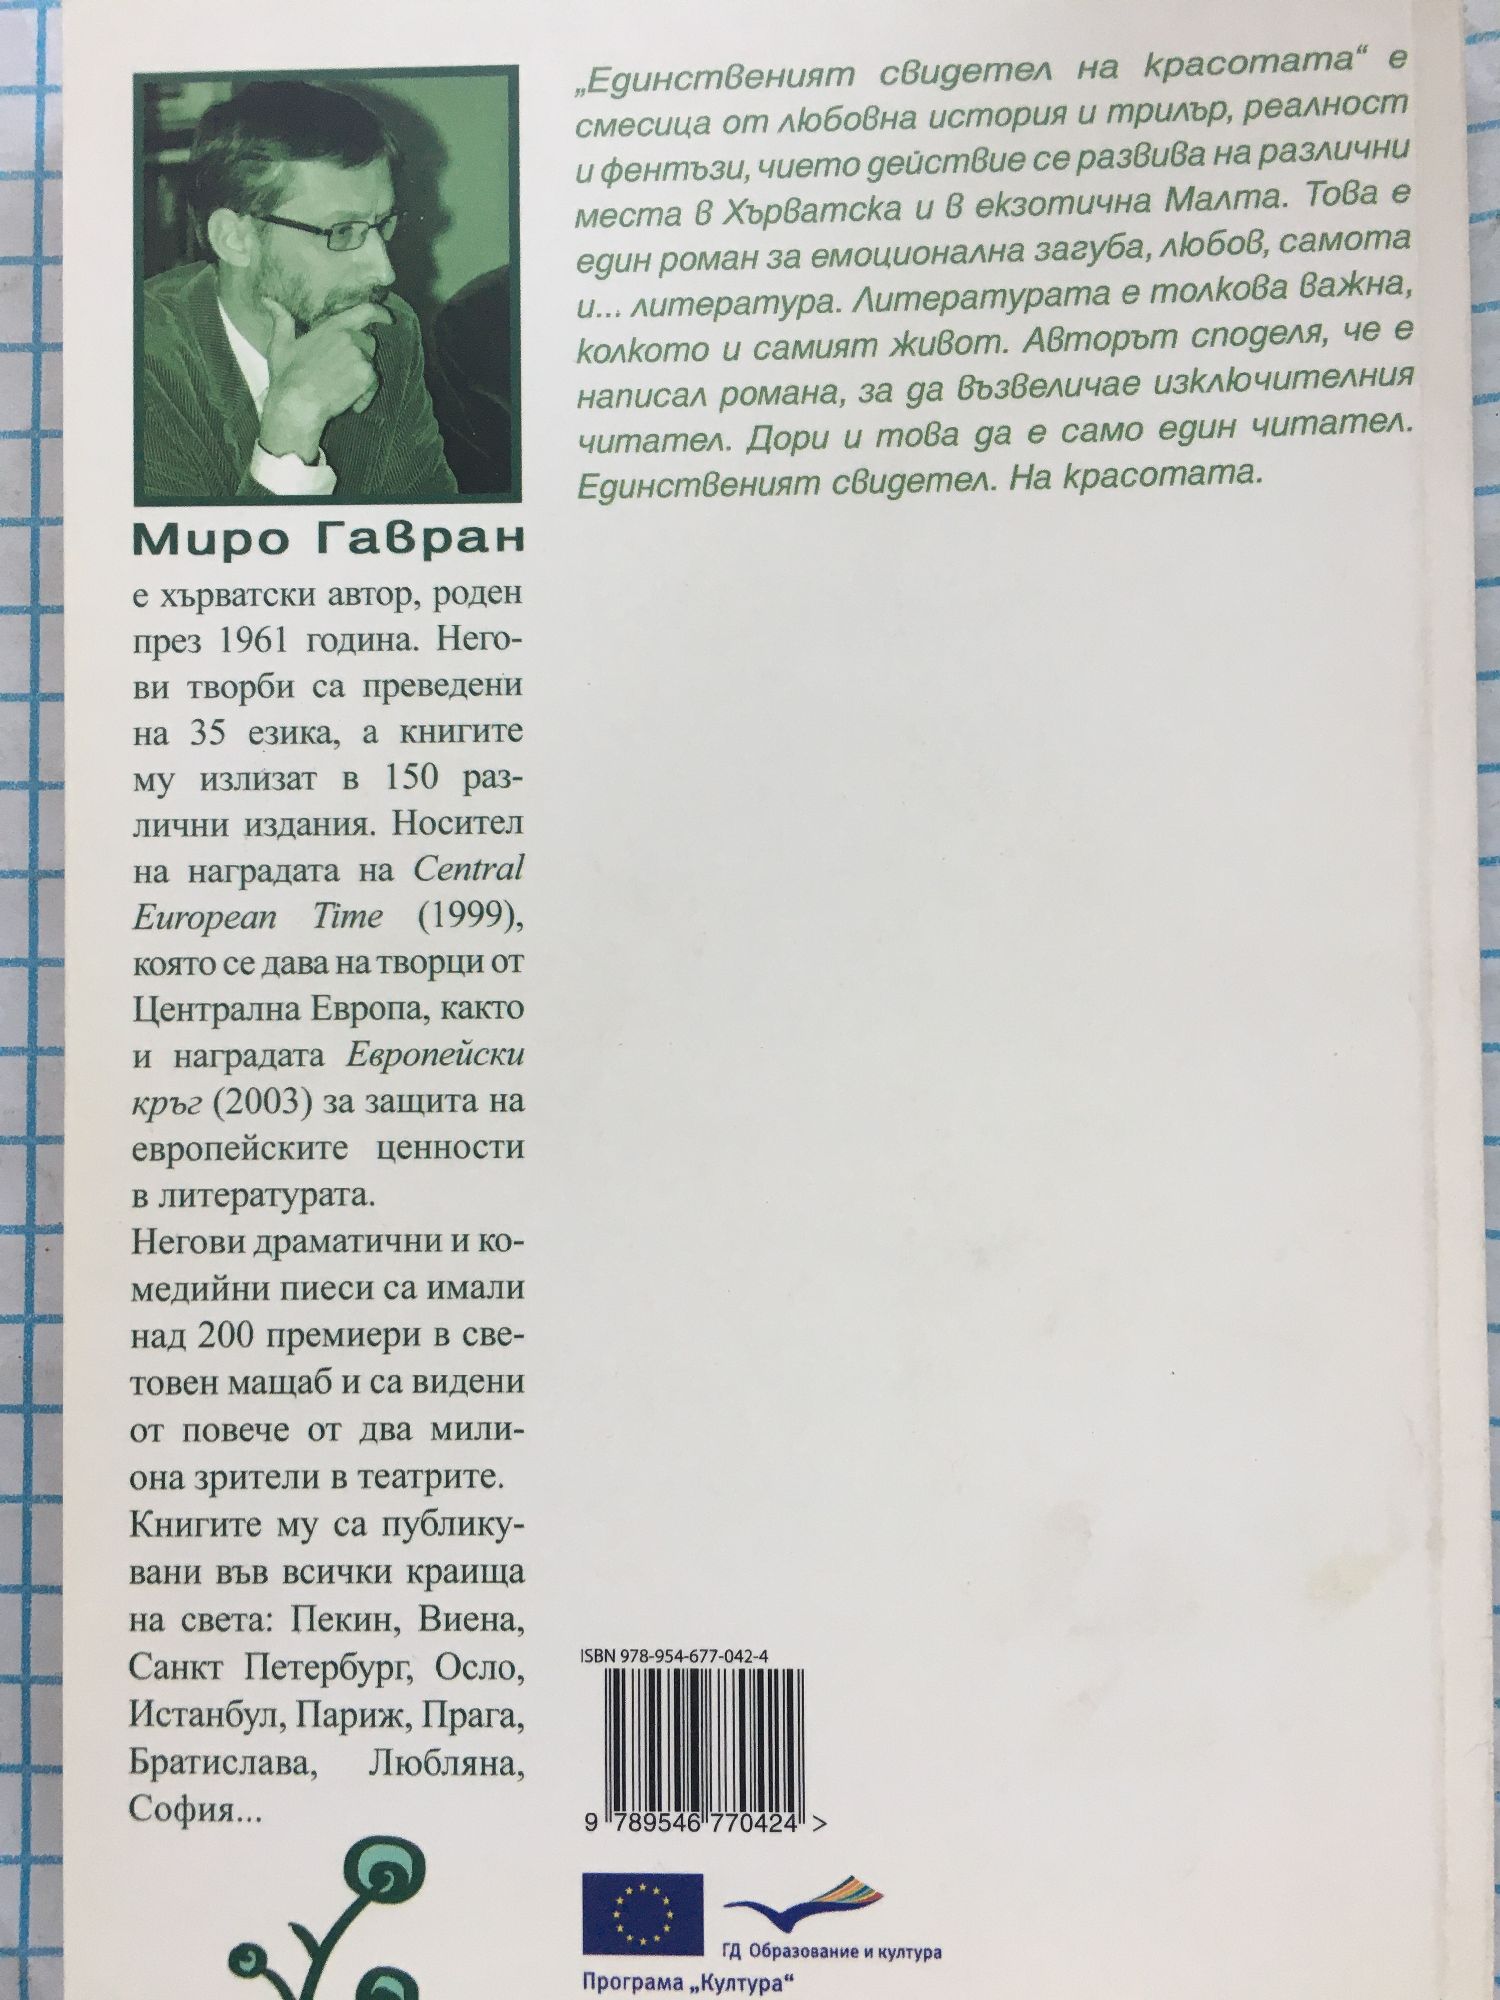 „Единственият свидетел на красотата“ е
смесица от любовна история и трилър, реалност
и фентъзи, чието действие се развива на различни
места в Хърватска и в екзотична Малта. Това е
един роман за емоционална загуба, любов, самота
и... литература. Литературата е толкова важна,
колкото и самият живот. Авторът споделя, че е
написал романа, за да възвеличае изключителния
читател. Дори и това да е само един читател.
Единственият свидетел. На красотата.
Миро Гавран
е хърватски автор, роден
през 1961 година. Него-
ви творби са преведени
на 35 езика, а книгите
му излизат в 150 раз-
лични издания. Носител
на наградата на Central
European Time (1999),
която се дава на творци от
Централна Европа, както
и наградата Европейски
кръг (2003) за защита на
европейските ценности
в литературата.
Негови драматични и ко-
медийни пиеси са имали
над 200 премиери в све-
товен мащаб и са видени
от повече от два мили-
она зрители в театрите.
Книгите му са публику-
вани във всички краища
на света: Пекин, Виена,
Санкт Петербург, Осло,
Истанбул, Париж, Прага,
Братислава, Любляна,
София...
ISBN 978-954-677-042-4
9 789546 770424 >
ГД Образование и култура
Програма „Култура“